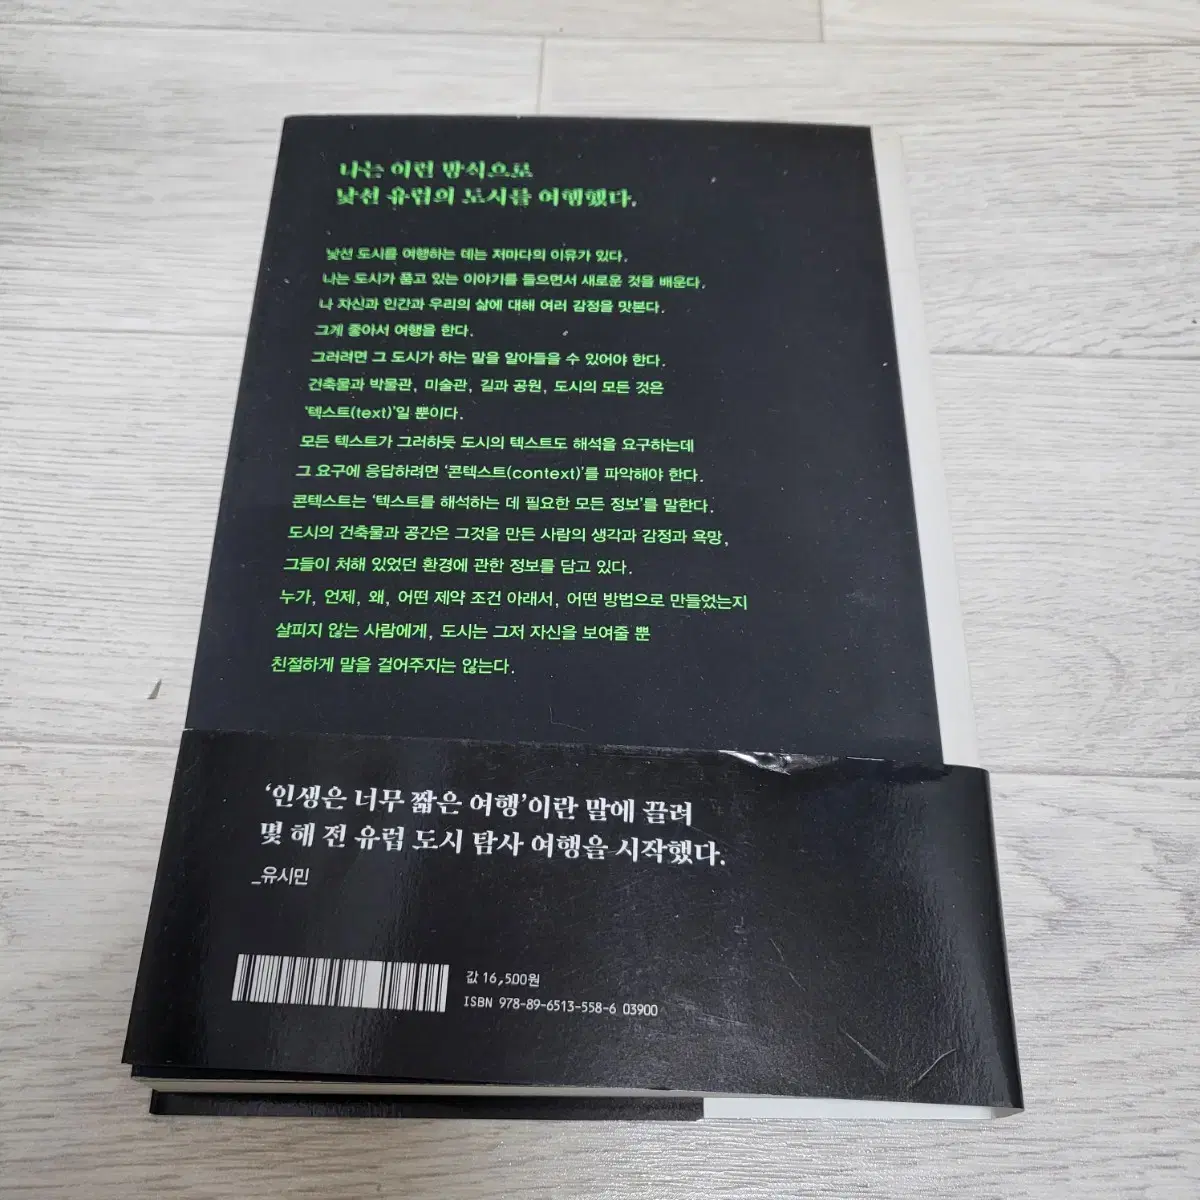 나는 이런 방식으로
낯선 유럽의 도시를 여행했다.
낯선 도시를 여행하는 데는 저마다의 이유가 있다.
나는 도시가 품고 있는 이야기를 들으면서 새로운 것을 배운다.
나 자신과 인간과 우리의 삶에 대해 여러 감정을 맛본다.
그게 좋아서 여행을 한다.
그러려면 그 도시가 하는 말을 알아들을 수 있어야 한다.
건축물과 박물관, 미술관, 길과 공원, 도시의 모든 것은
'텍스트(text)'일 뿐이다.
모든 텍스트가 그러하듯 도시의 텍스트도 해석을 요구하는데
그 요구에 응답하려면 '콘텍스트(context)'를 파악해야 한다.
콘텍스트는 '텍스트를 해석하는 데 필요한 모든 정보'를 말한다.
도시의 건축물과 공간은 그것을 만든 사람의 생각과 감정과 욕망,
그들이 처해 있었던 환경에 관한 정보를 담고 있다.
누가, 언제, 왜, 어떤 제약 조건 아래서, 어떤 방법으로 만들었는지
살피지 않는 사람에게, 도시는 그저 자신을 보여줄 뿐
친절하게 말을 걸어주지는 않는다.
'인생은 너무 짧은 여행'이란 말에 끌려
몇 해 전 유럽 도시 탐사 여행을 시작했다.
_유시민
값 16,500원
ISBN 978-89-6513-558-6 03900